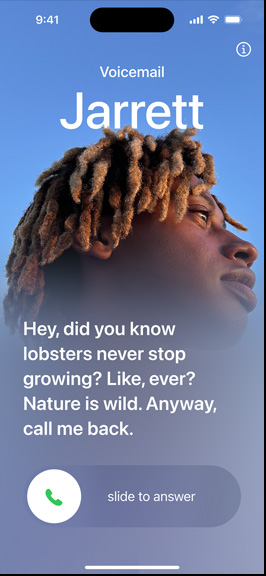 9:41
Voicemail
Jarrett
Hey, did you know
lobsters never stop
growing? Like, ever?
Nature is wild. Anyway,
call me back.
slide to answer